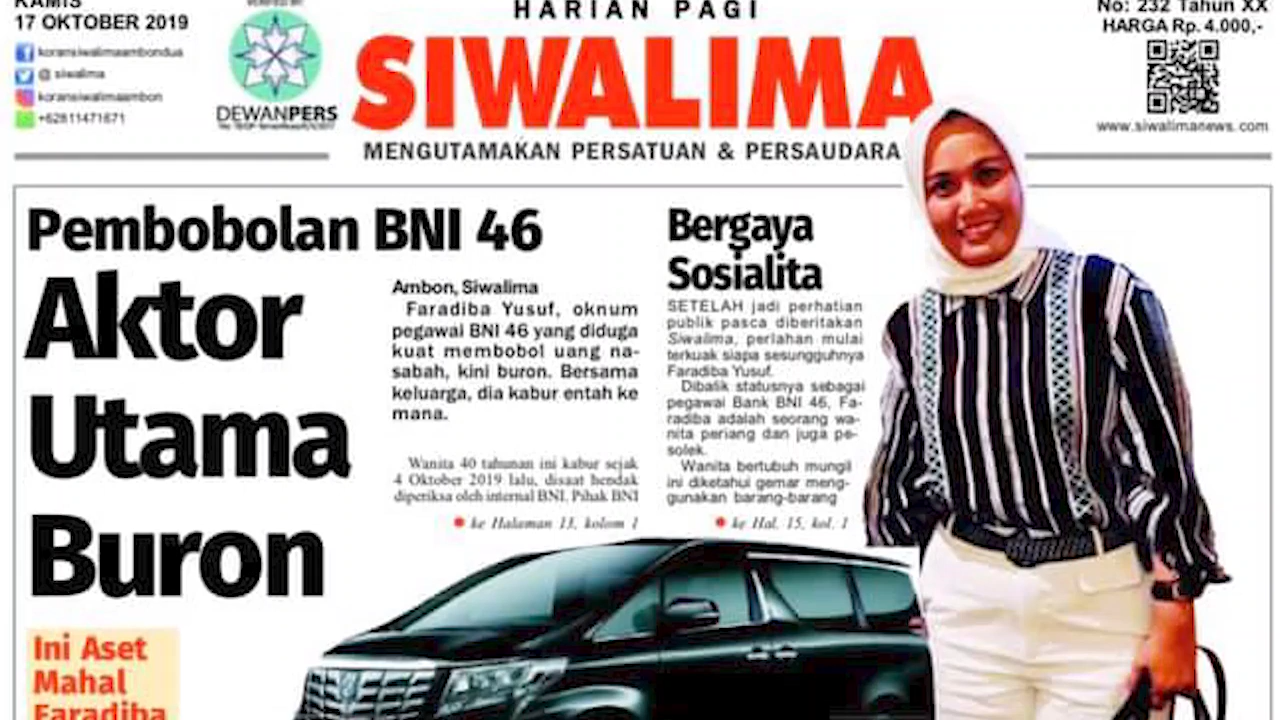 KAMIS
17 OKTOBER 2019
koransiwalimaambondua
@ siwalima
koransiwalimaambon
+62811471671
DEWANPERS
HARIAN PAGI
SIWALIMA
MENGUTAMAKAN PERSATUAN & PERSAUDARA
No: 232 Tahun XX
HARGA Rp. 4.000,-
www.siwalimanews.com
Pembobolan BNI 46
Aktor
Utama
Buron
Ini Aset
Mahal
Faradiba
Ambon, Siwalima
Faradiba Yusuf, oknum
pegawai BNI 46 yang diduga
kuat membobol uang na-
sabah, kini buron. Bersama
keluarga, dia kabur entah ke
mana.
Wanita 40 tahunan ini kabur sejak
4 Oktober 2019 lalu, disaat hendak
diperiksa oleh internal BNI. Pihak BNI
ke Halaman 13, kolom 1
Bergaya
Sosialita
SETELAH jadi perhatian
publik pasca diberitakan
Siwalima, perlahan mulai
terkuak siapa sesungguhnya
Faradiba Yusuf.
Dibalik statusnya sebagai
pegawai Bank BNI 46, Fa-
radiba adalah seorang wa-
nita periang dan juga pe-
solek.
Wanita bertubuh mungil
ini diketahui gemar meng-
gunakan barang-barang
ke Hal. 15, kol. 1